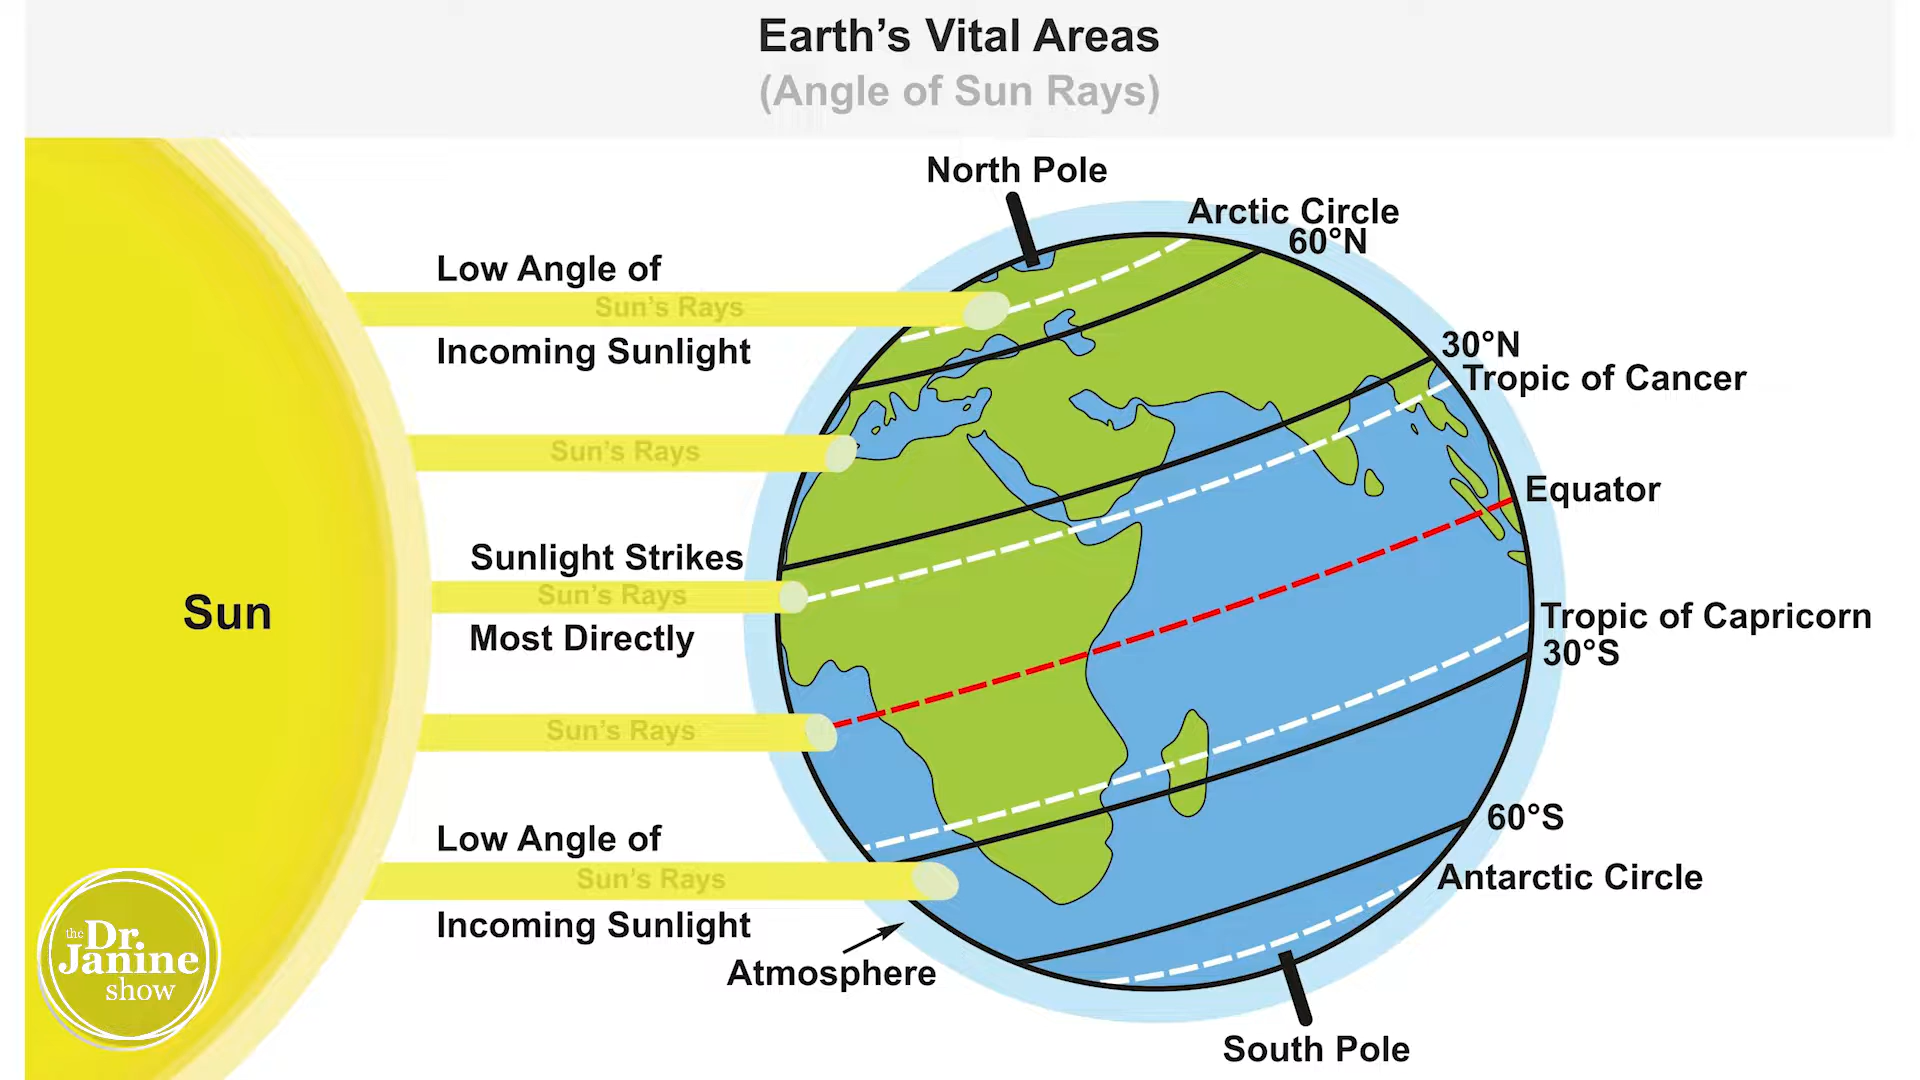 Earth's Vital Areas
(Angle of Sun Rays)
North Pole
Arctic Circle
60°N
Low Angle of
Sun's Rays
Incoming Sunlight
30°N
Tropic of Cancer
Sun's Rays
Equator
Sunlight Strikes
Sun's Rays
Most Directly
Sun
Tropic of Capricorn
30°S
Sun's Rays
60°S
Low Angle of
Sun's Rays
Incoming Sunlight
Antarctic Circle
Atmosphere
the Dr.
Janine
show
South Pole